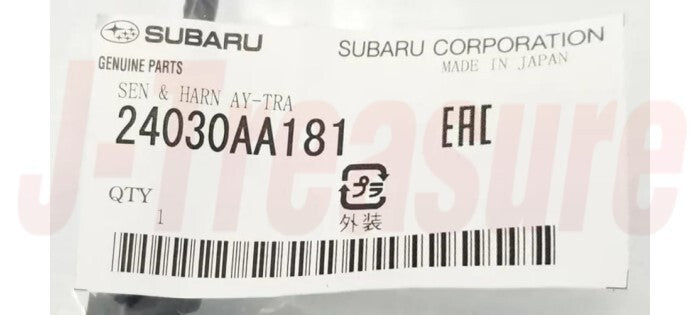 SUBARU
SUBARU CORPORATION
GENUINE PARTS
MADE IN JAPAN
SEN & HARN AY-TRA
24030AA181
EAC
QTY
1
プラ
外装
J-Treasure